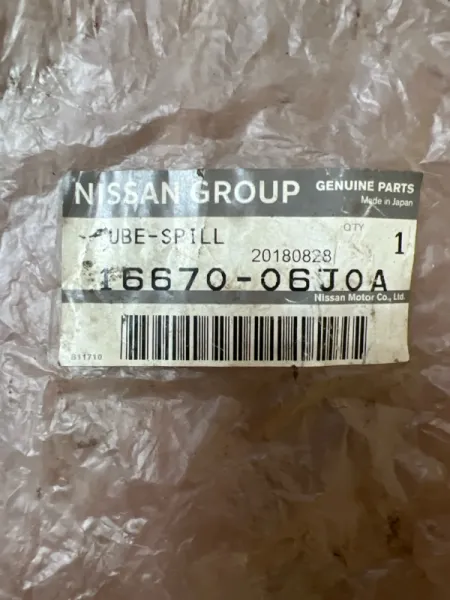 NISSAN GROUP
GENUINE PARTS
Made in Japan
UBE-SPILL
QTY
1
20180828
16670-06J0A
Nissan Motor Co., Ltd.
011710